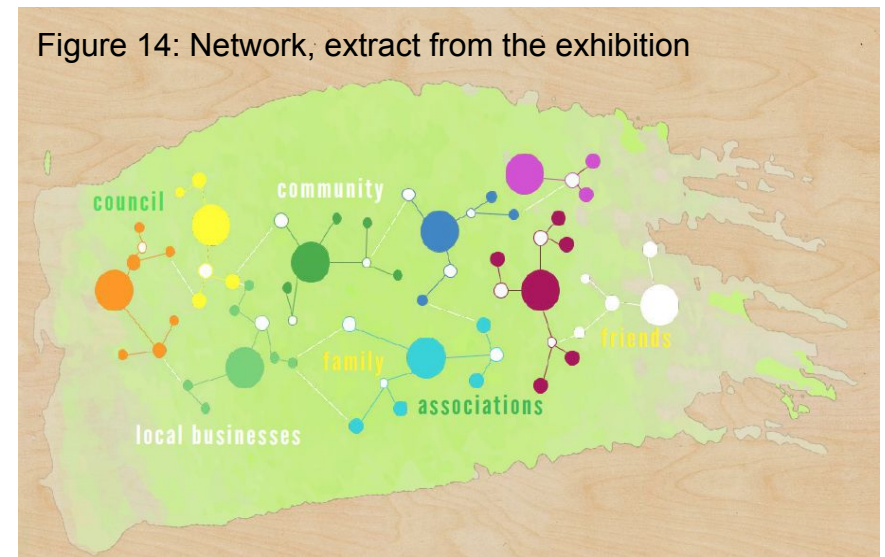 Figure 14: Network, extract from the exhibition
community
council
family
friends
associations
local businesses